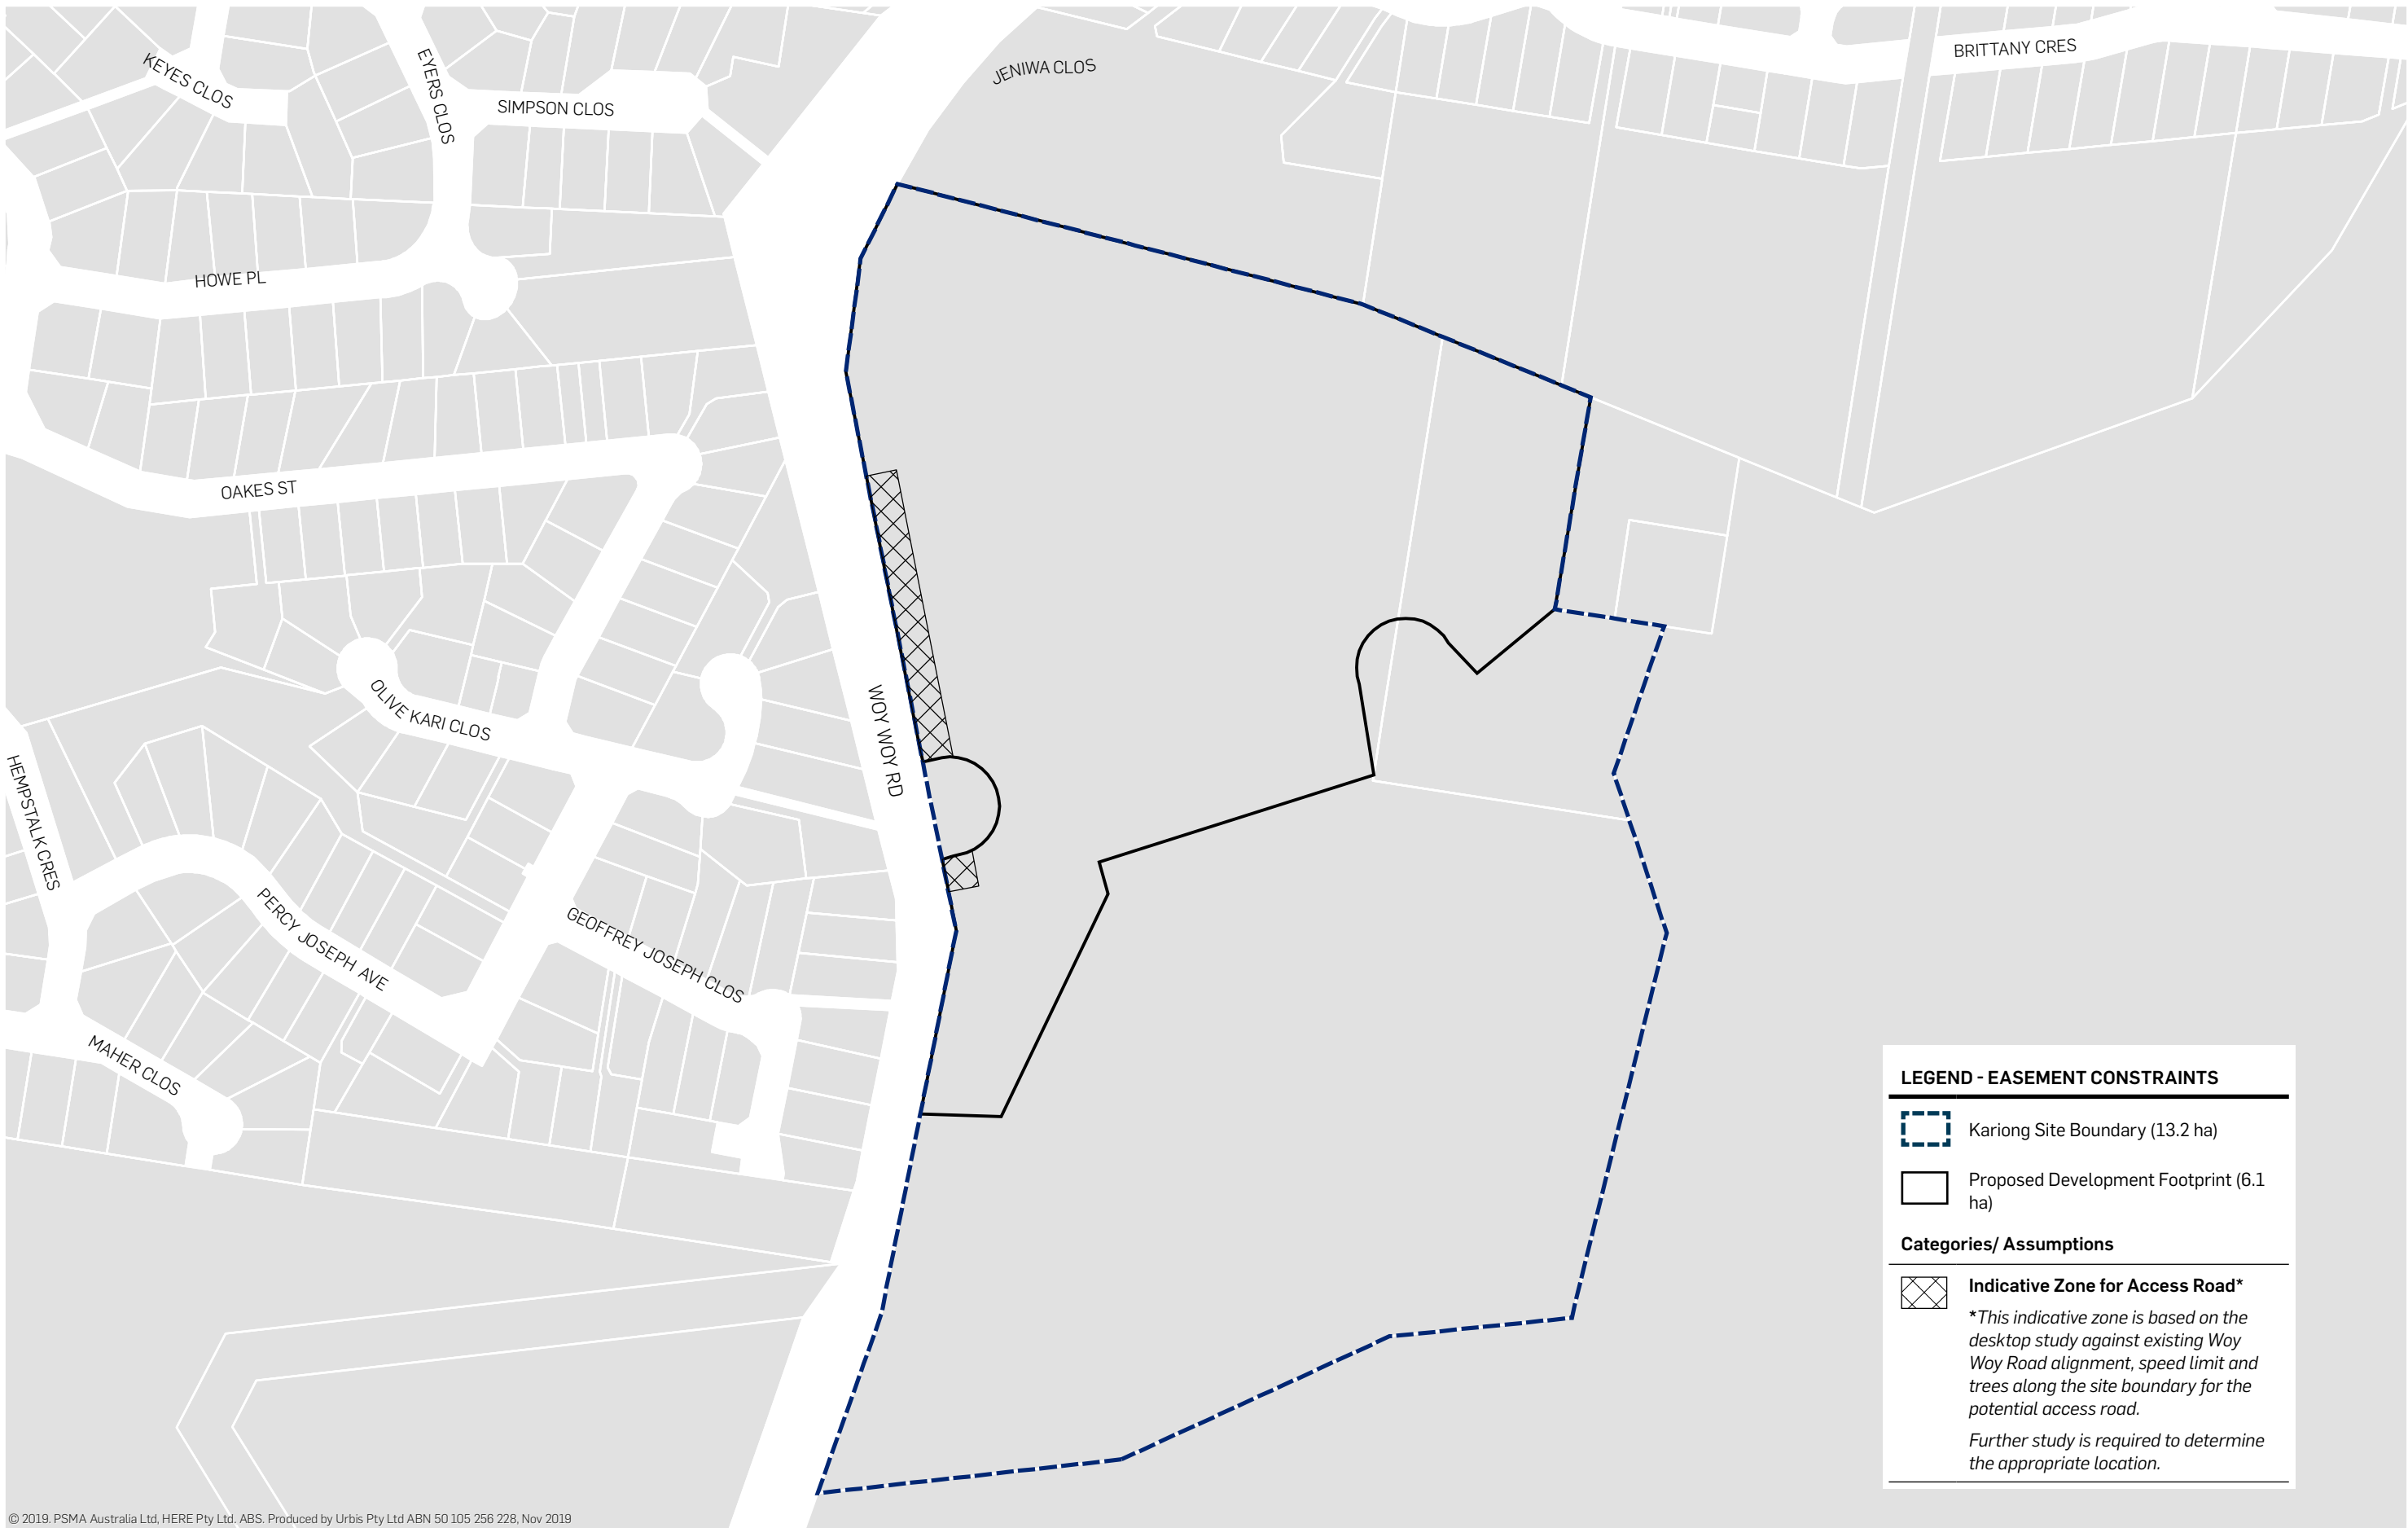 KEYES CLOS
EYERS CLOS
SIMPSON CLOS
JENIWA CLOS
BRITTANY CRES
HOWE PL
OAKES ST
OLIVE KARI CLOS
WOY WOY RD
HEMPSTALK CRES
PERCY JOSEPH AVE
GEOFFREY JOSEPH CLOS
MAHER CLOS
LEGEND - EASEMENT CONSTRAINTS
Kariong Site Boundary (13.2 ha)
Proposed Development Footprint (6.1
ha)
Categories/ Assumptions
Indicative Zone for Access Road*
*This indicative zone is based on the
desktop study against existing Woy
Woy Road alignment, speed limit and
trees along the site boundary for the
potential access road.
Further study is required to determine
the appropriate location.
© 2019. PSMA Australia Ltd, HERE Pty Ltd. ABS. Produced by Urbis Pty Ltd ABN 50 105 256 228, Nov 2019